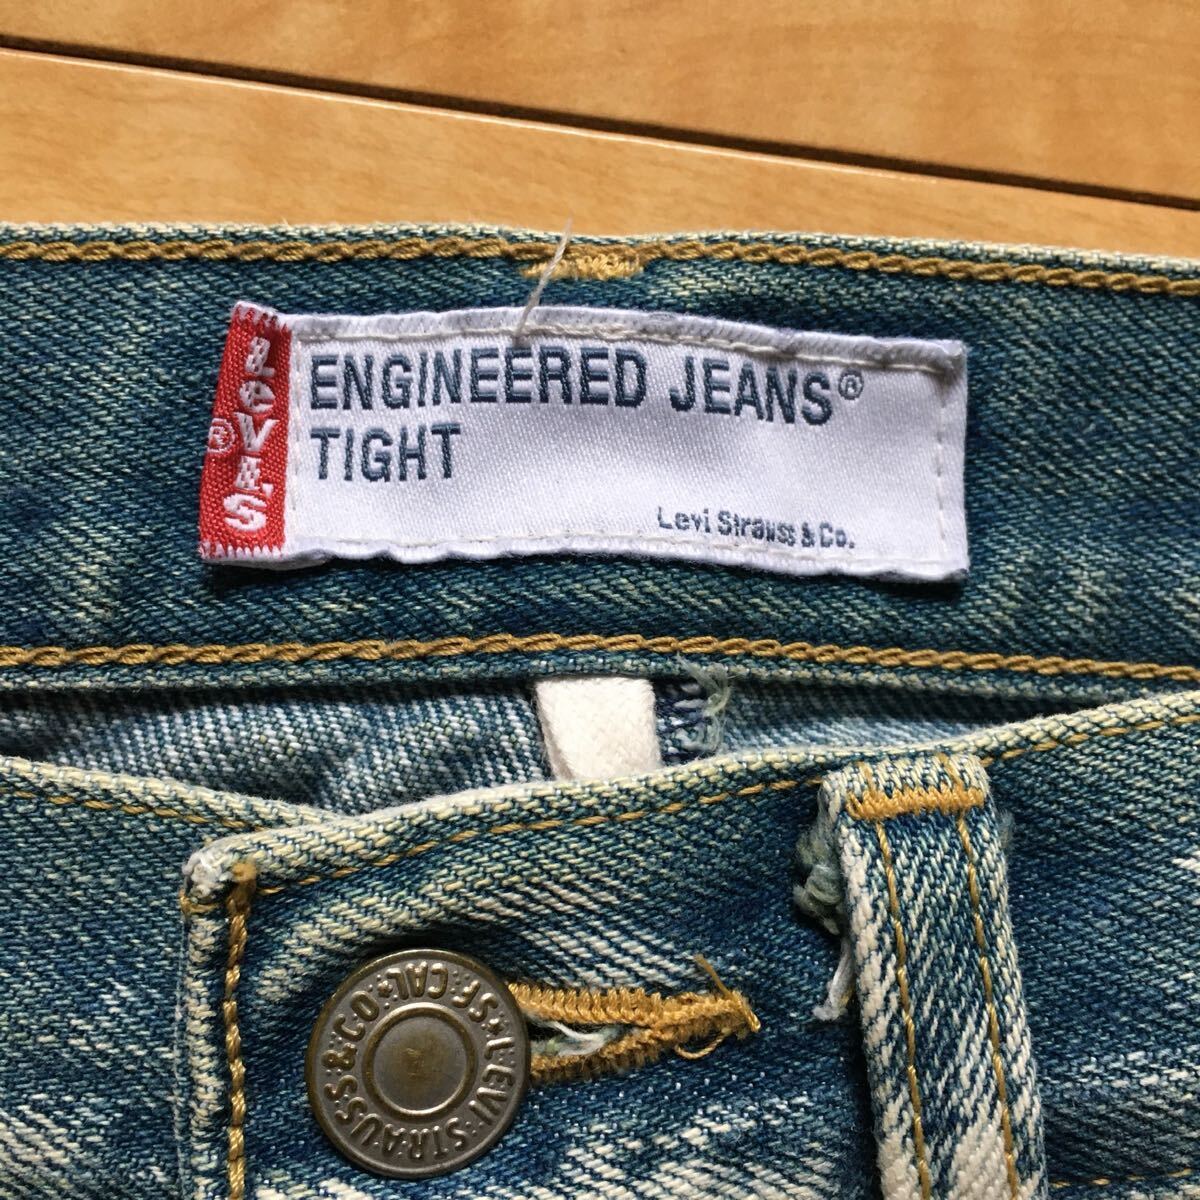 LEVI'S
®
ENGINEERED JEANS®
TIGHT
Levi Strauss & Co.
LEVI STRAUSS & CO ★ S.F. CAL ★